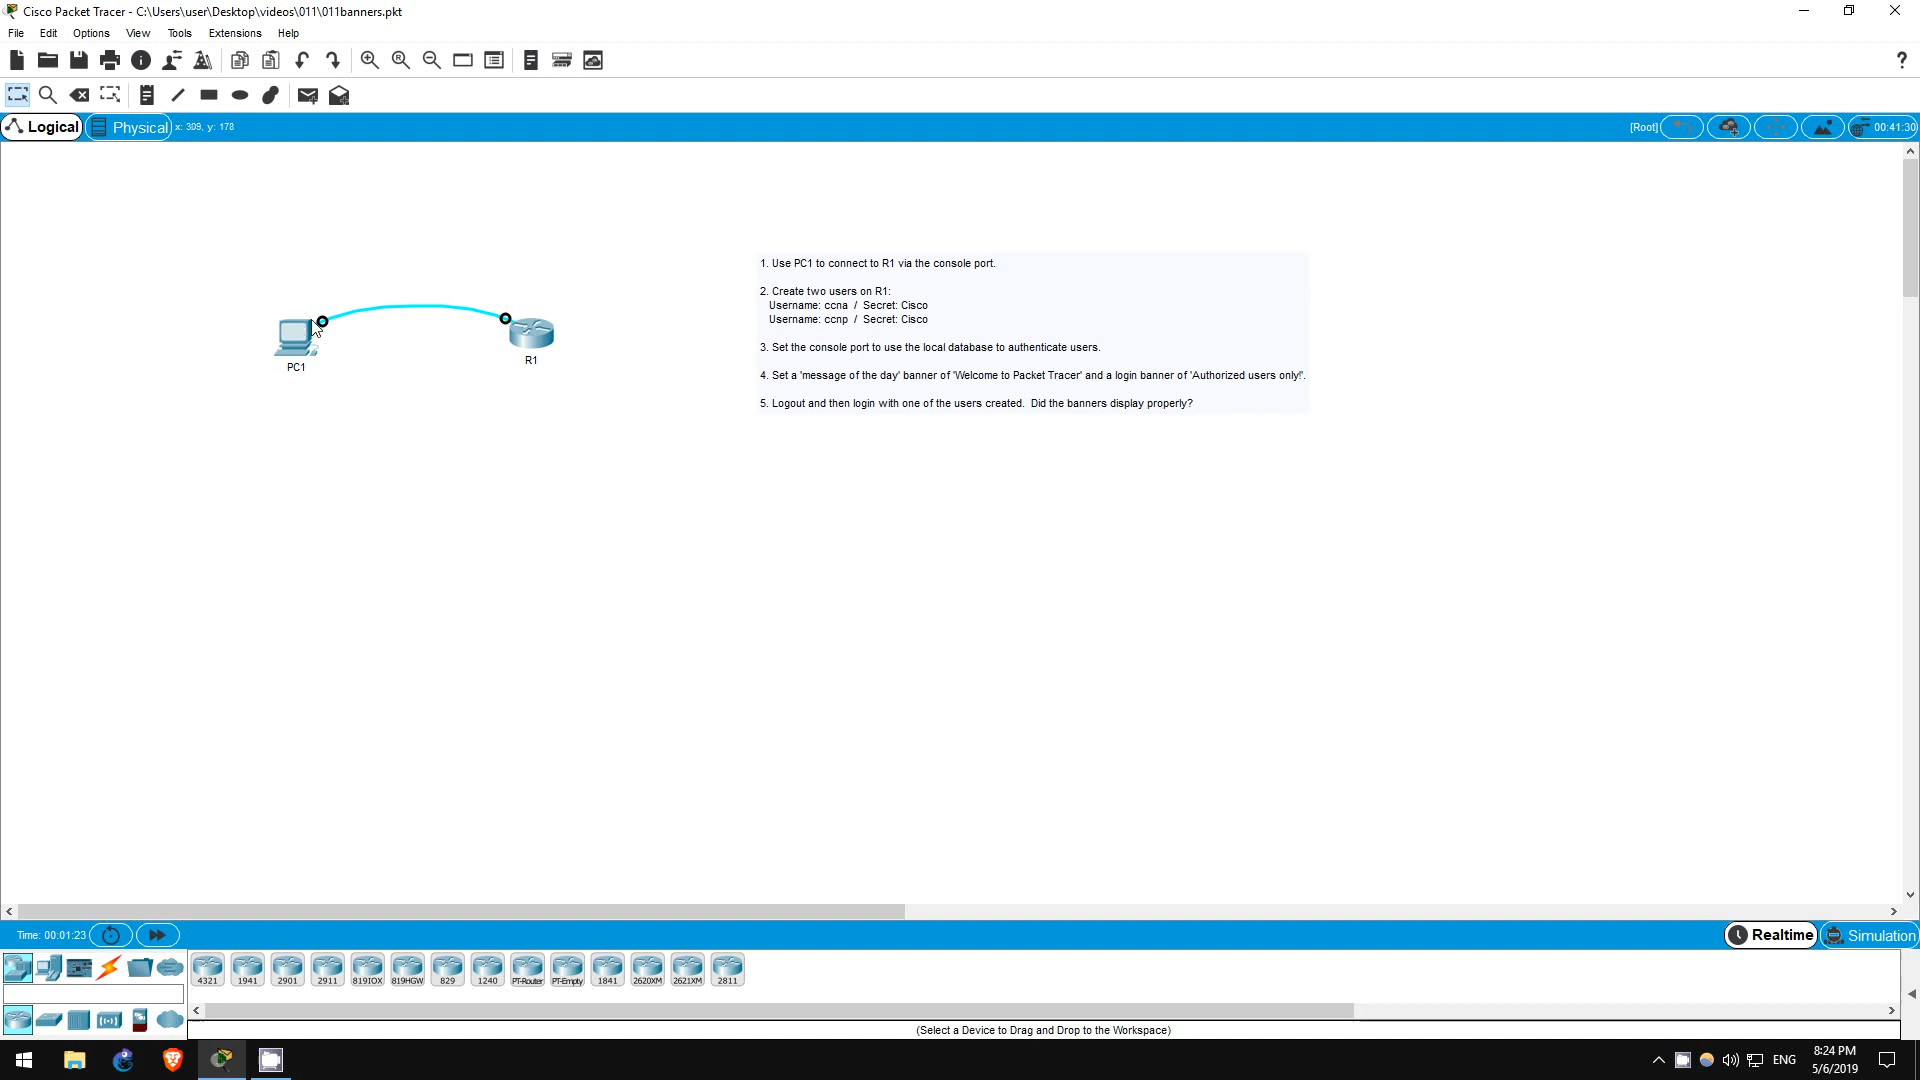 Cisco Packet Tracer - C:\Users\user\Desktop\videos\011\011banners.pkt
File Edit Options View Tools Extensions Help
?
Logical Physical x: 309, y: 178 [Root] 00:41:30
1. Use PC1 to connect to R1 via the console port.
2. Create two users on R1:
Username: ccna / Secret: Cisco
Username: ccnp / Secret: Cisco
3. Set the console port to use the local database to authenticate users.
4. Set a 'message of the day' banner of 'Welcome to Packet Tracer' and a login banner of 'Authorized users only!'.
5. Logout and then login with one of the users created. Did the banners display properly?
PC1
R1
Time: 00:01:23 Realtime Simulation
4321 1941 2901 2911 819IOX 819HGW 829 1240 PT-Router PT-Empty 1841 2620XM 2621XM 2811
(Select a Device to Drag and Drop to the Workspace)
ENG
8:24 PM
5/6/2019